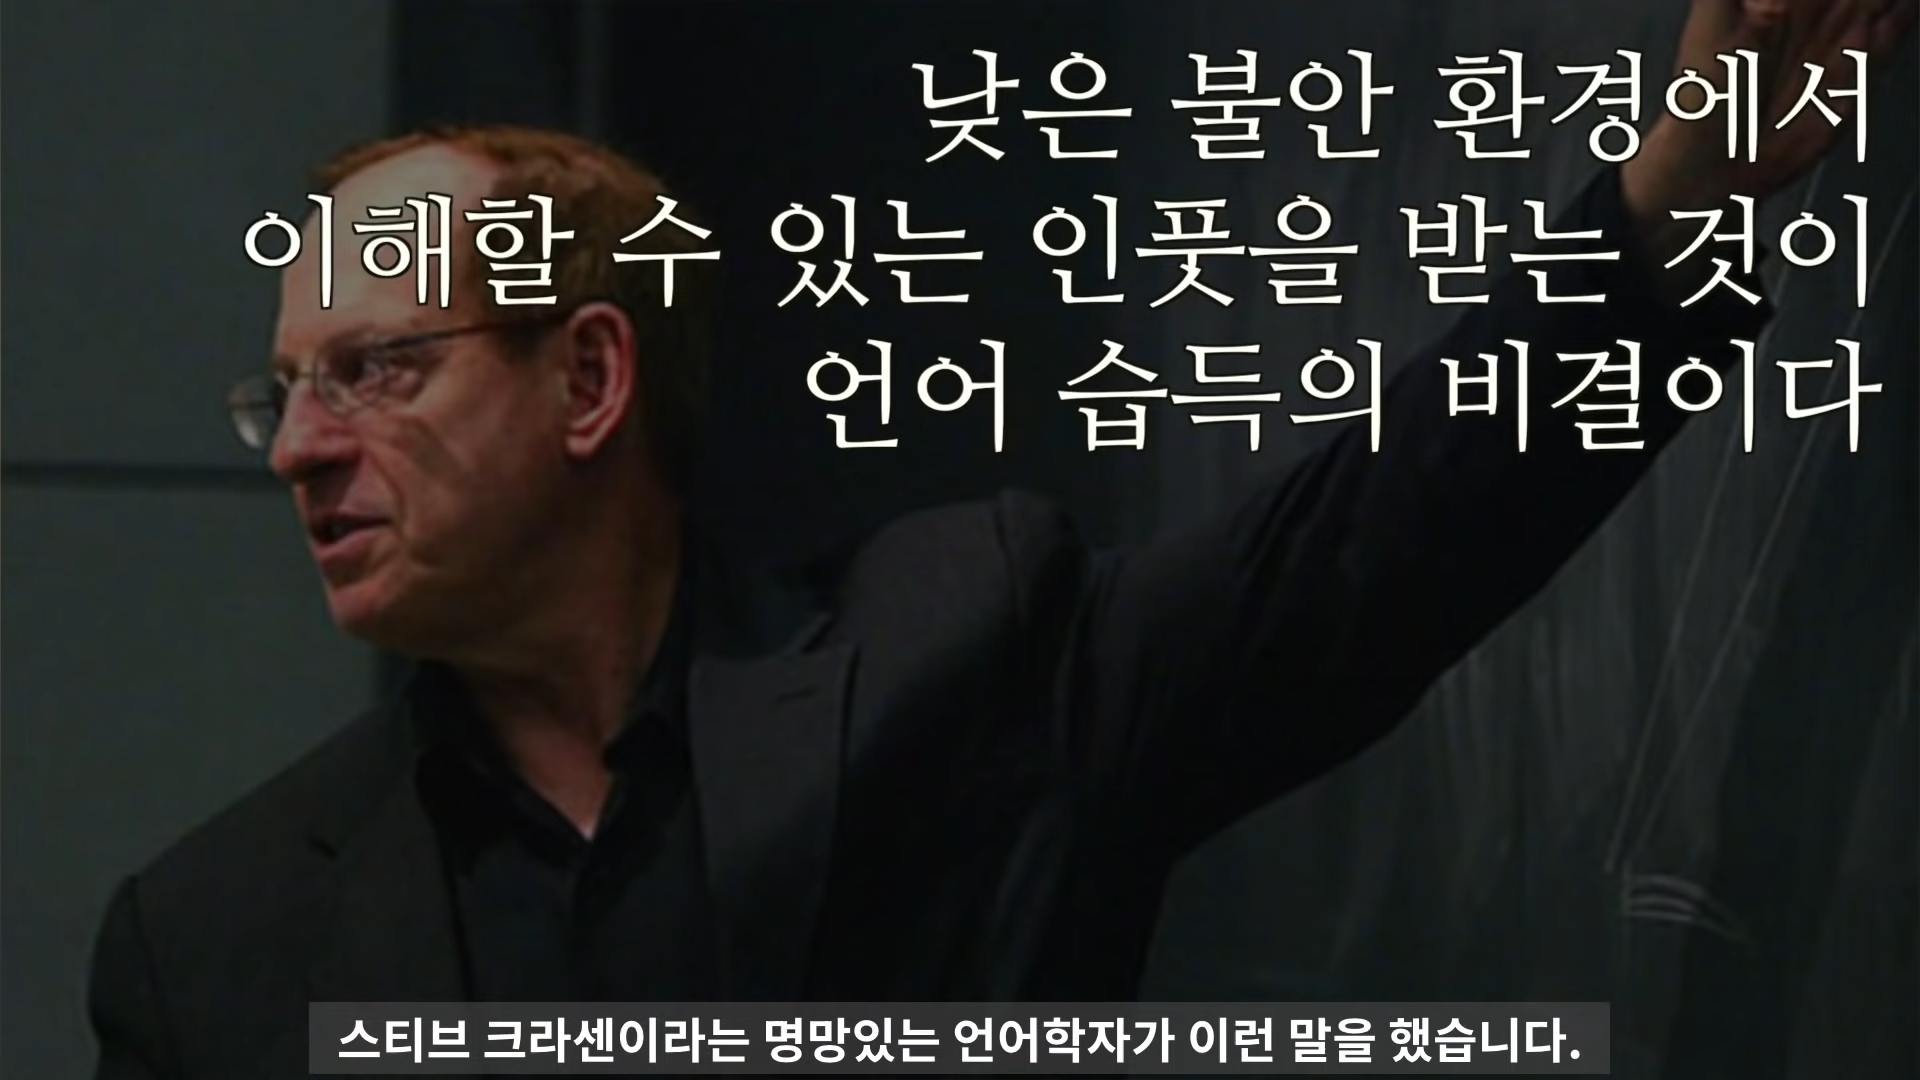 낮은 불안 환경에서
이해할 수 있는 인풋을 받는 것이
언어 습득의 비결이다
스티브 크라센이라는 명망있는 언어학자가 이런 말을 했습니다.